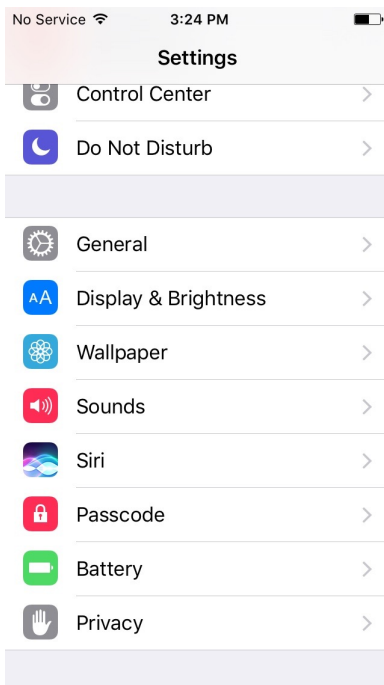 No Service 3:24 PM
Settings
Control Center
Do Not Disturb
General
AA Display & Brightness
Wallpaper
Sounds
Siri
Passcode
Battery
Privacy